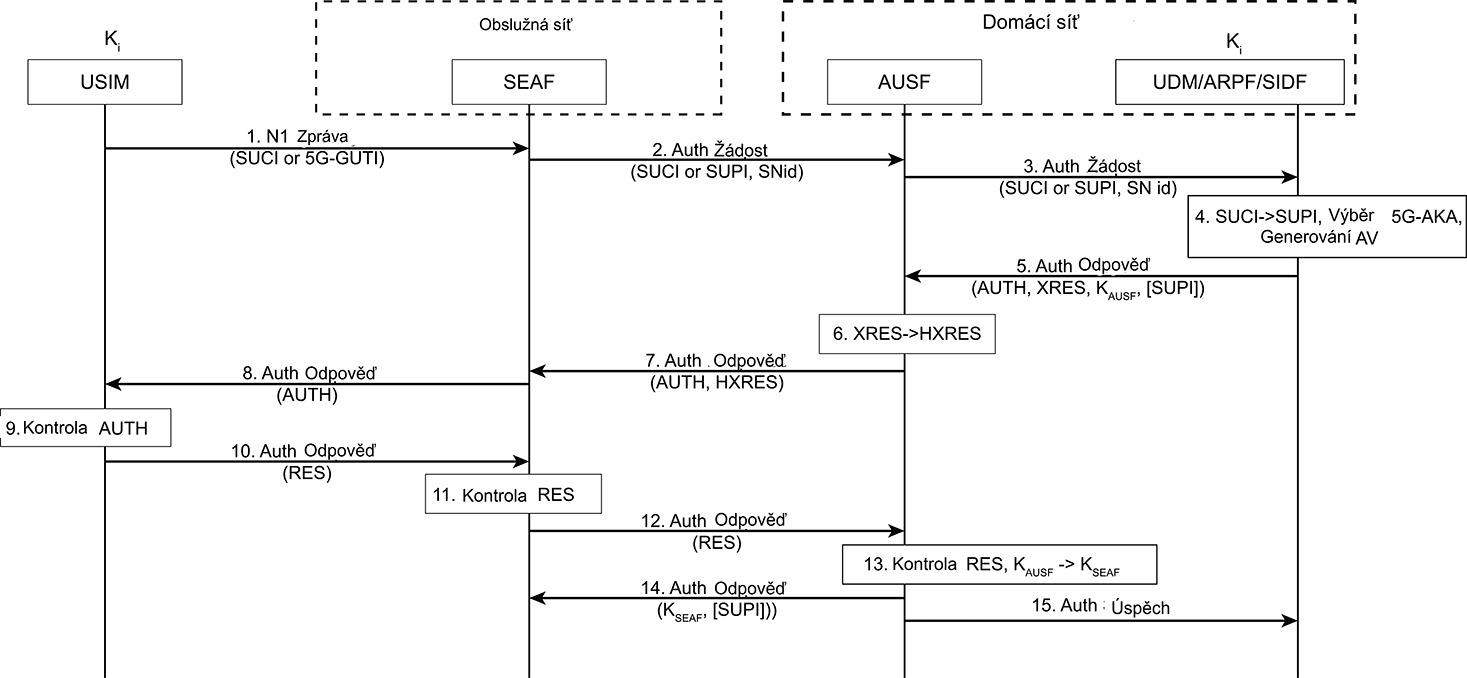 Obslužná síť
Domácí síť
Ki
Ki
USIM
SEAF
AUSF
UDM/ARPF/SIDF
1. N1 Zpráva
(SUCI or 5G-GUTI)
2. Auth Žádost
(SUCI or SUPI, SNid)
3. Auth Žádost
(SUCI or SUPI, SN id)
4. SUCI->SUPI, Výběr 5G-AKA,
Generování AV
5. Auth Odpověď
(AUTH, XRES, KAUSF, [SUPI])
6. XRES->HXRES
7. Auth Odpověď
(AUTH, HXRES)
8. Auth Odpověď
(AUTH)
9. Kontrola AUTH
10. Auth Odpověď
(RES)
11. Kontrola RES
12. Auth Odpověď
(RES)
13. Kontrola RES, KAUSF -> KSEAF
14. Auth Odpověď
(KSEAF, [SUPI]))
15. Auth : Úspěch